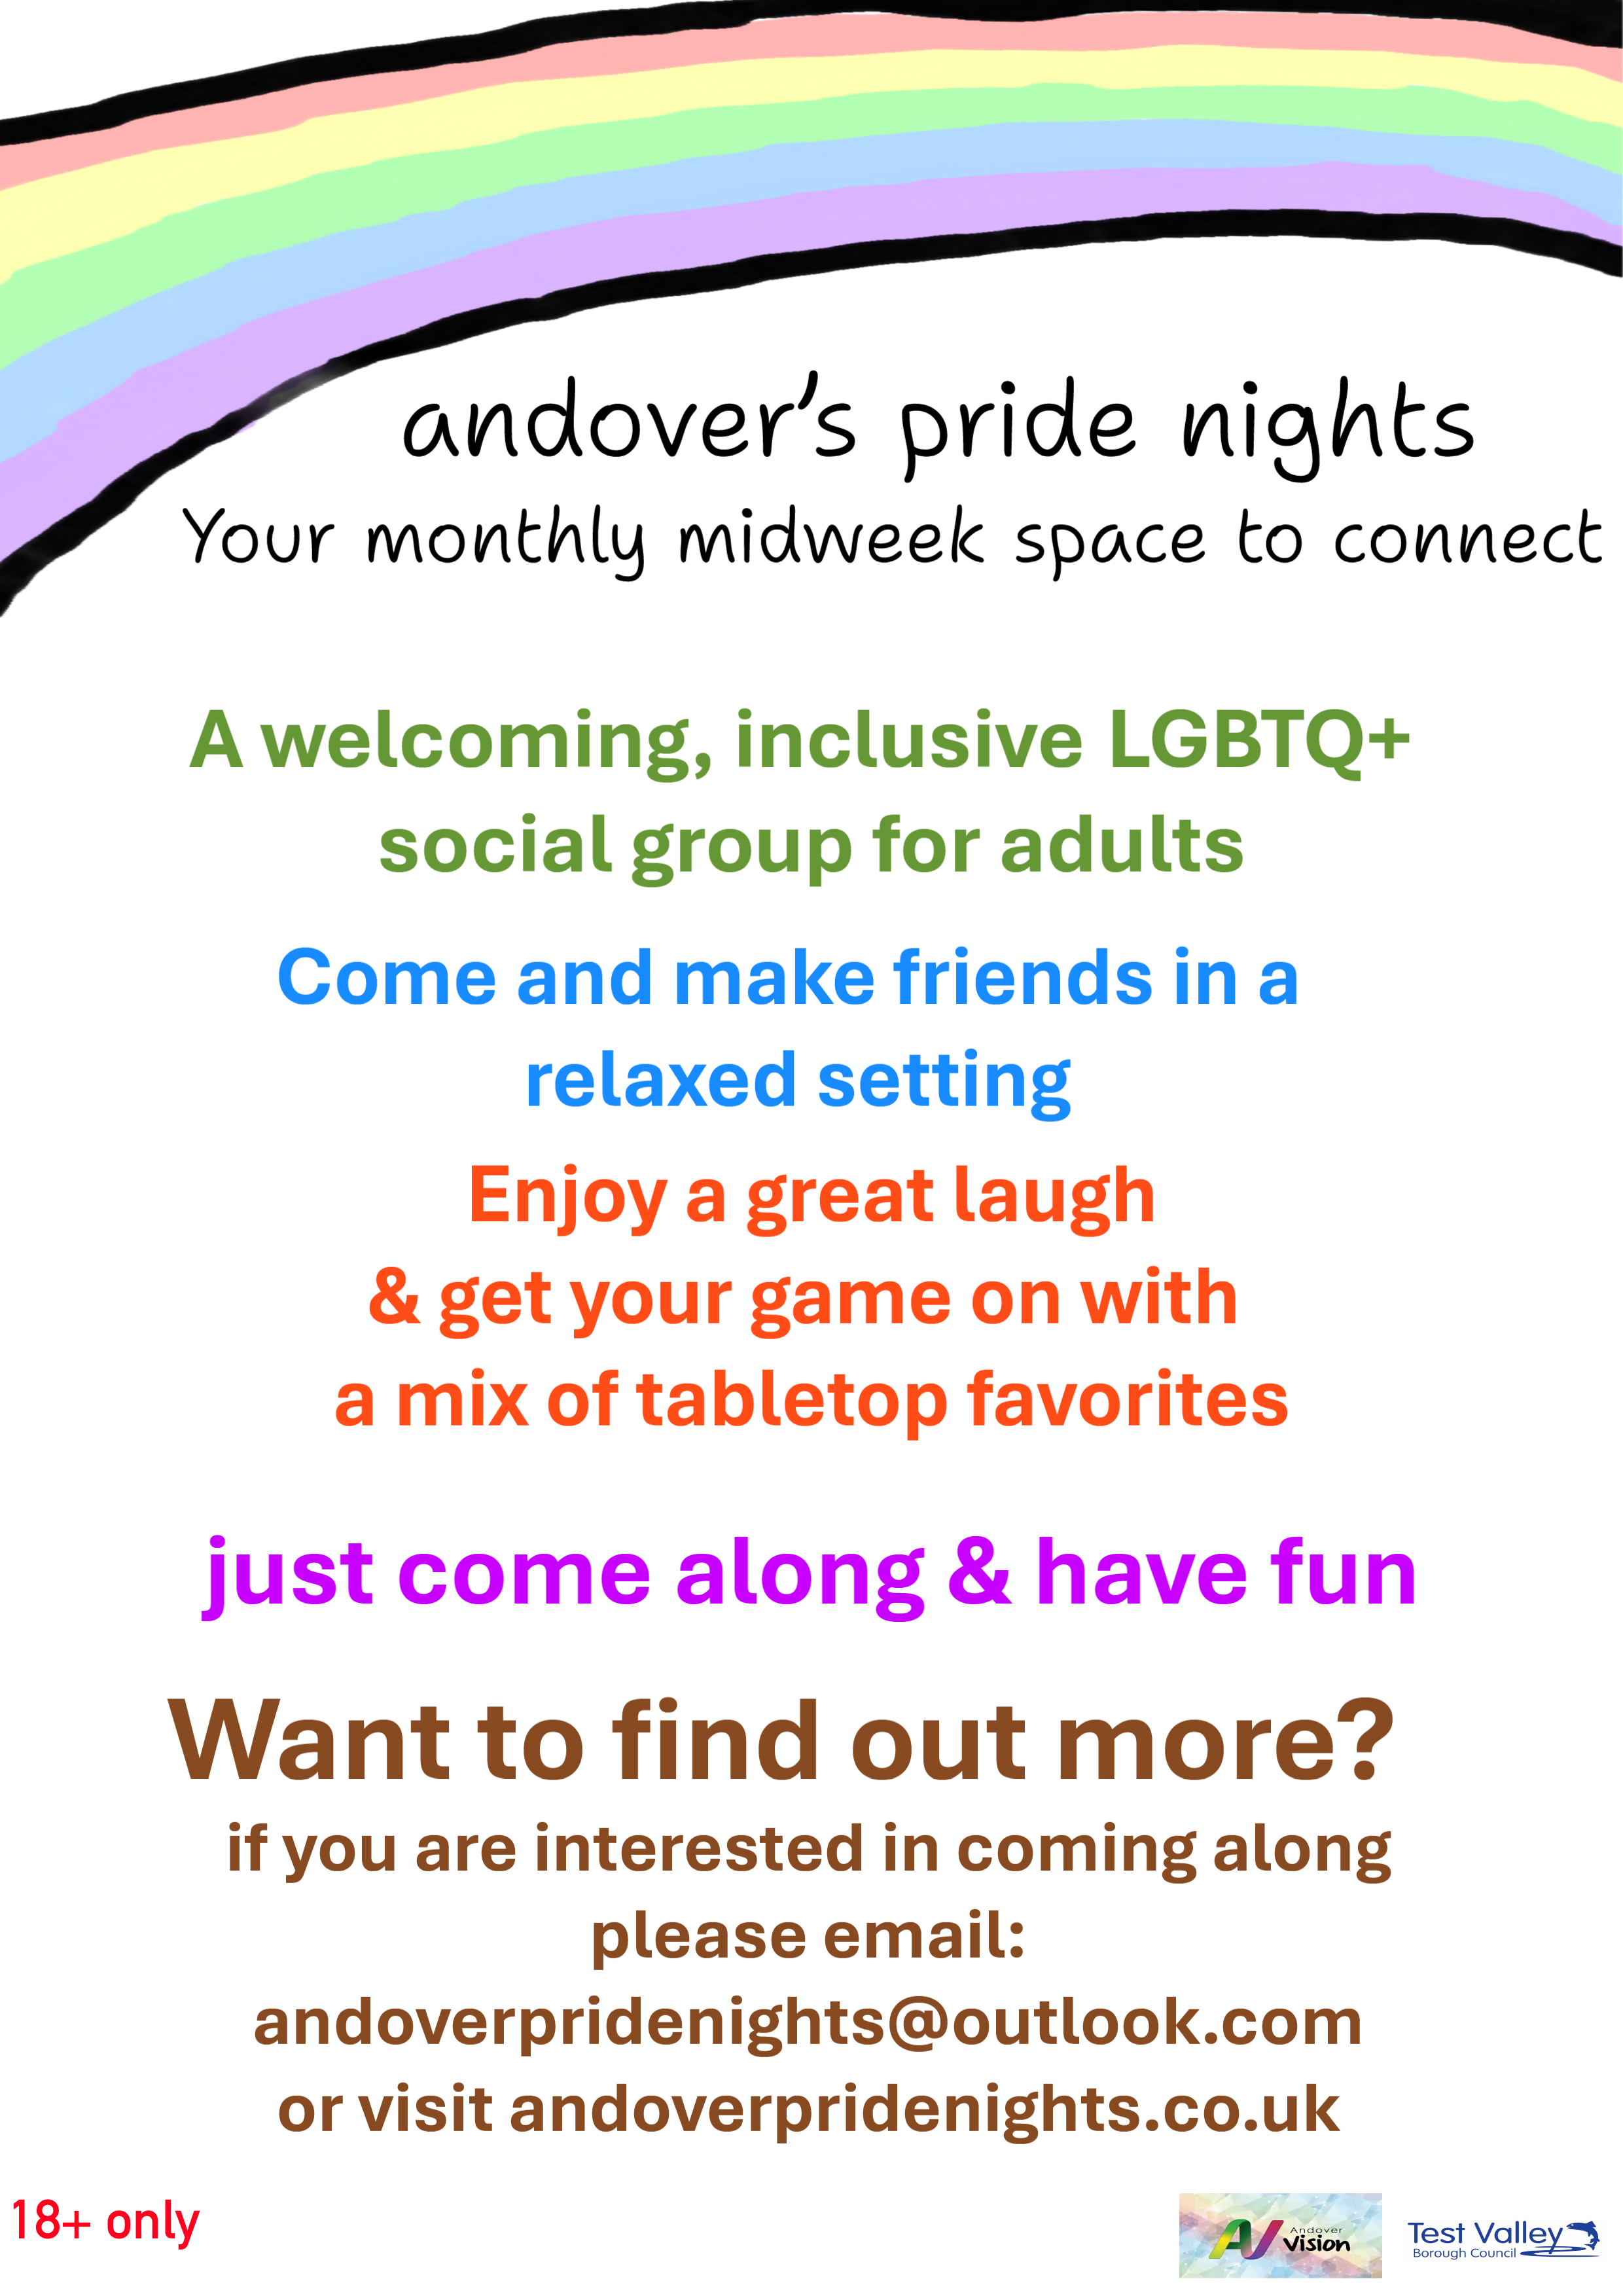 andover's pride nights
Your monthly midweek space to connect
A welcoming, inclusive LGBTQ+
social group for adults
Come and make friends in a
relaxed setting
Enjoy a great laugh
& get your game on with
a mix of tabletop favorites
just come along & have fun
Want to find out more?
if you are interested in coming along
please email:
andoverpridenights@outlook.com
or visit andoverpridenights.co.uk
18+ only
AV Andover
Vision
Test Valley
Borough Council